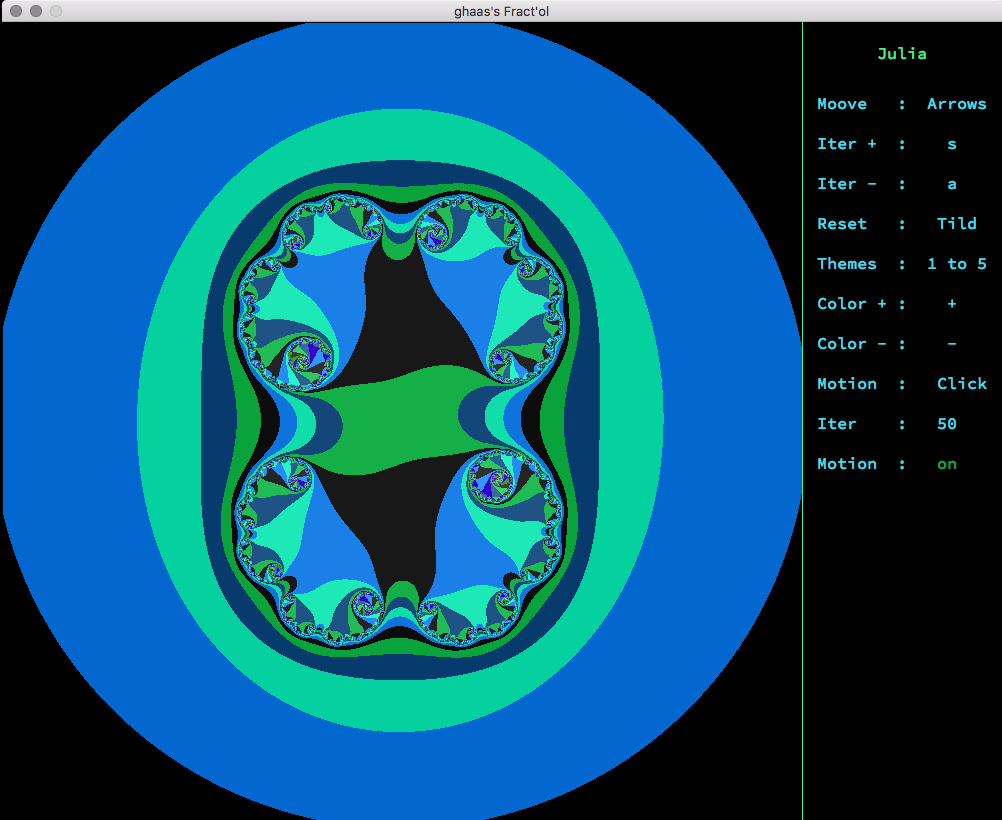 ghaas's Fract'ol
Julia
Moove : Arrows
Iter + : s
Iter - : a
Reset : Tild
Themes : 1 to 5
Color + : +
Color - : -
Motion : Click
Iter : 50
Motion : on